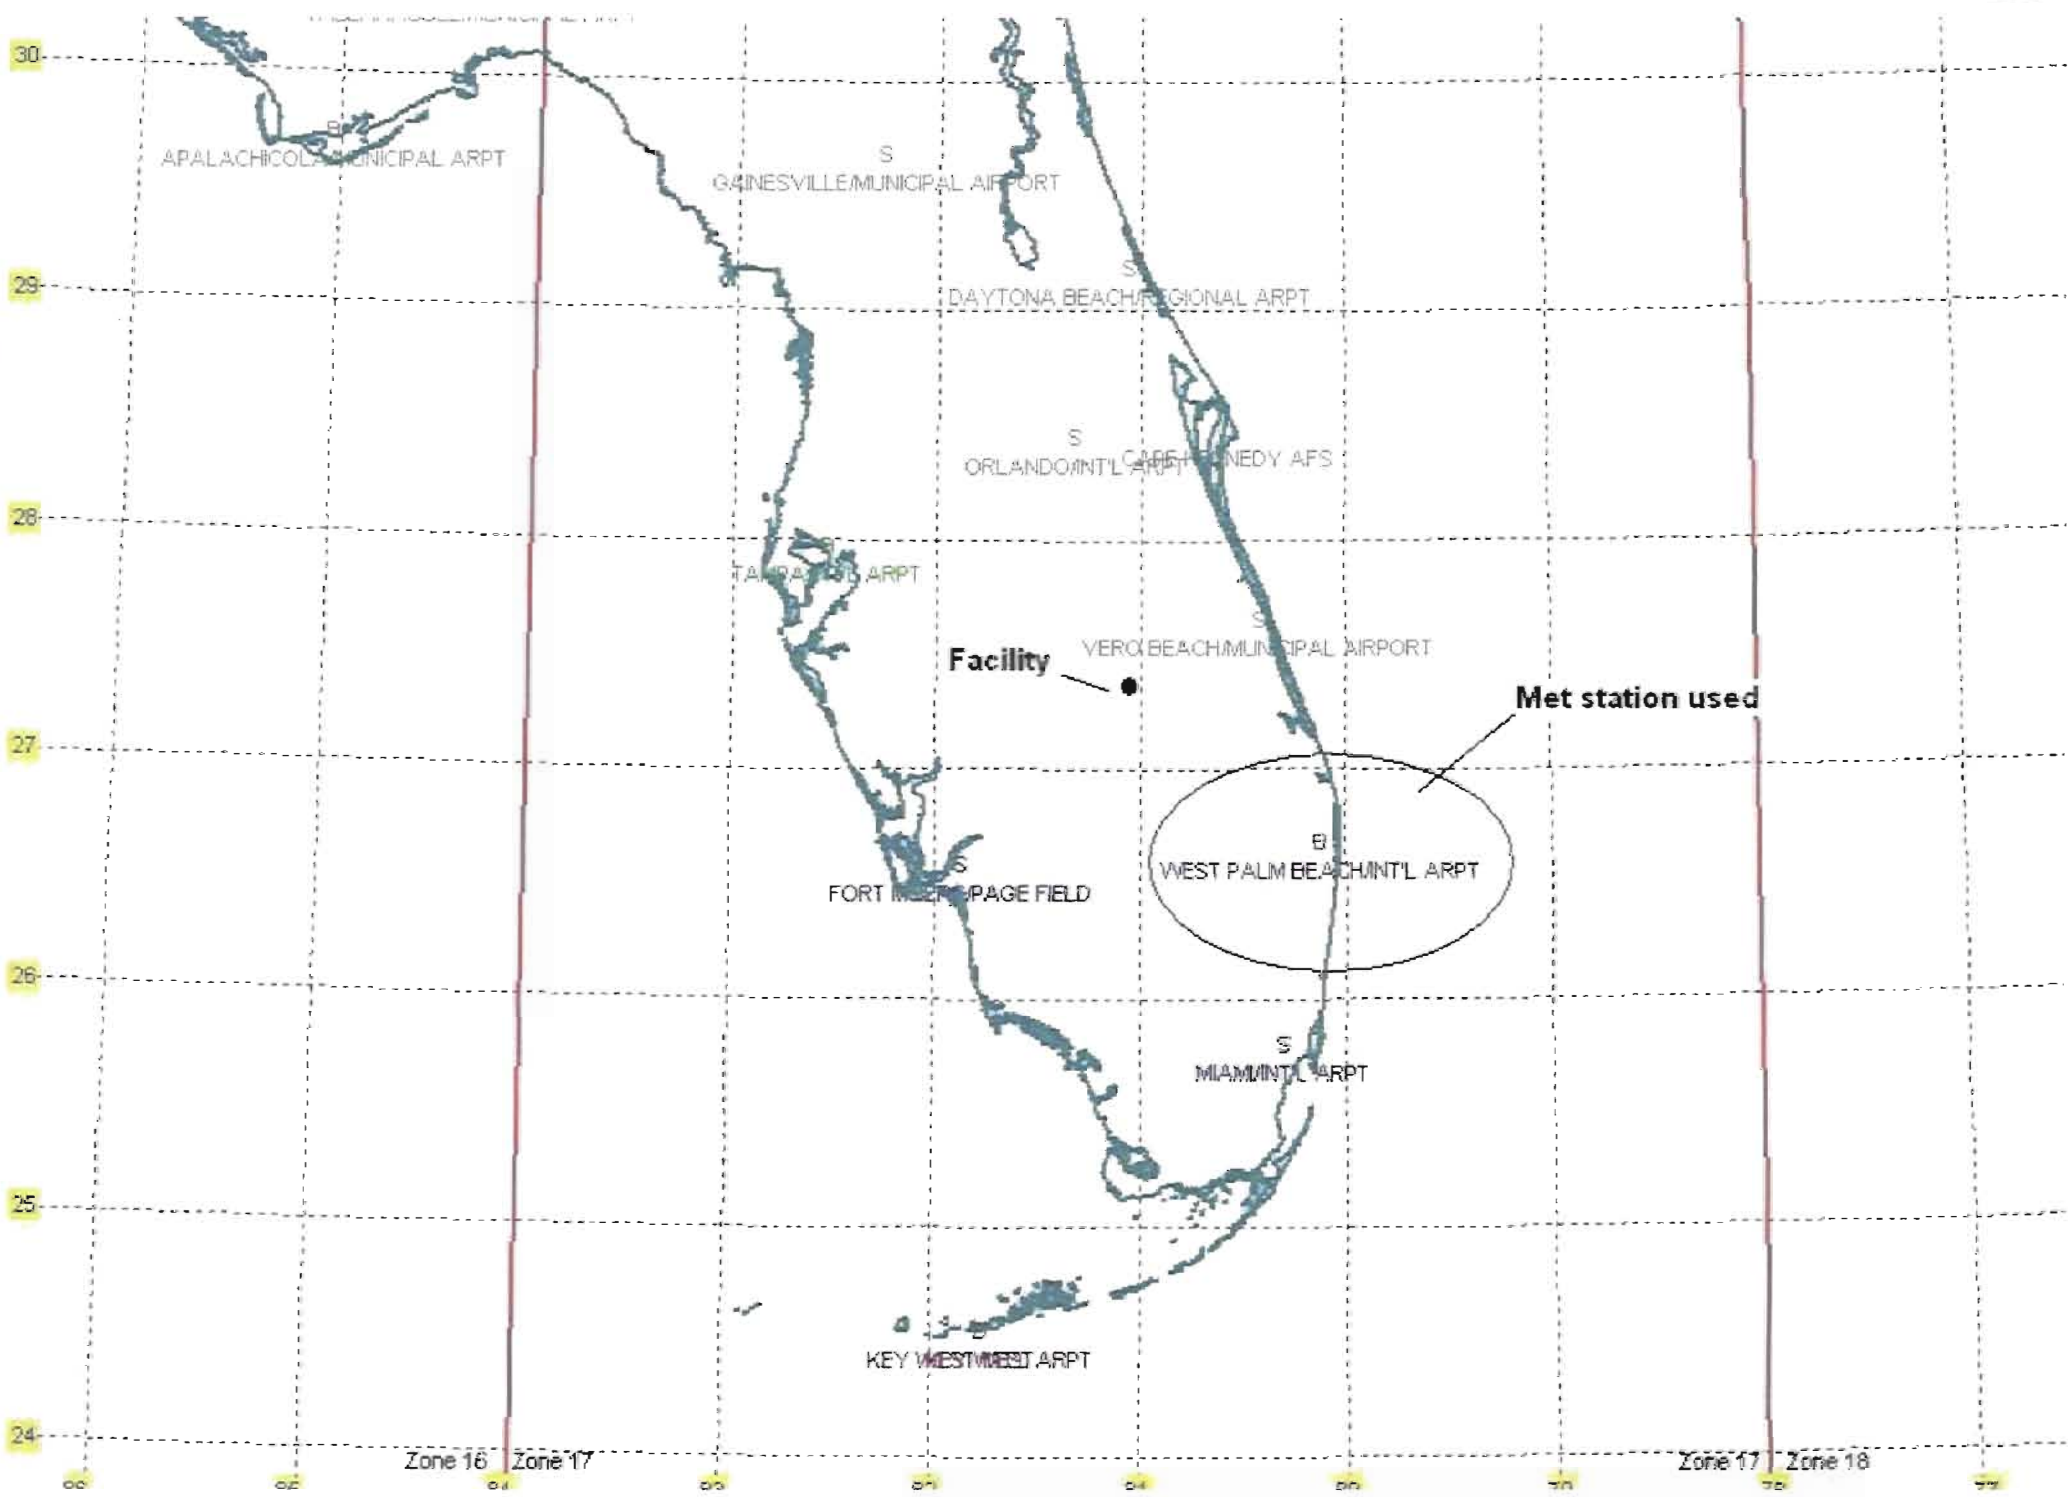 30
APALACHICOLA/MUNICIPAL ARPT
B
S
GAINESVILLE/MUNICIPAL AIRPORT
29
S
DAYTONA BEACH/REGIONAL ARPT
S
ORLANDO/INT'L ARPT
CAPE KENNEDY AFS
28
TAMPA/INT'L ARPT
S
VERO BEACH/MUNICIPAL AIRPORT
Facility
Met station used
27
B
WEST PALM BEACH/INT'L ARPT
S
FORT MYERS/PAGE FIELD
26
S
MIAMI/INT'L ARPT
25
KEY WEST ARPT
24
Zone 16
Zone 17
Zone 17
Zone 18